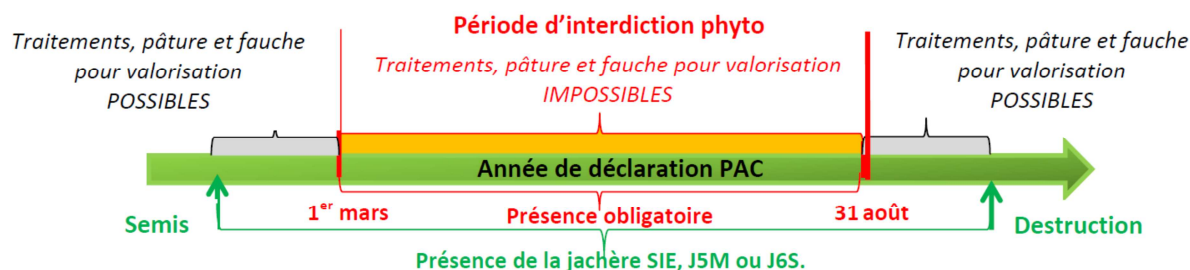 Période d’interdiction phyto
Traitements, pâture et fauche
pour valorisation
POSSIBLES
Traitements, pâture et fauche pour valorisation
IMPOSSIBLES
Traitements, pâture et fauche
pour valorisation
POSSIBLES
Année de déclaration PAC
Semis
1er mars
Présence obligatoire
31 août
Destruction
Présence de la jachère SIE, J5M ou J6S.